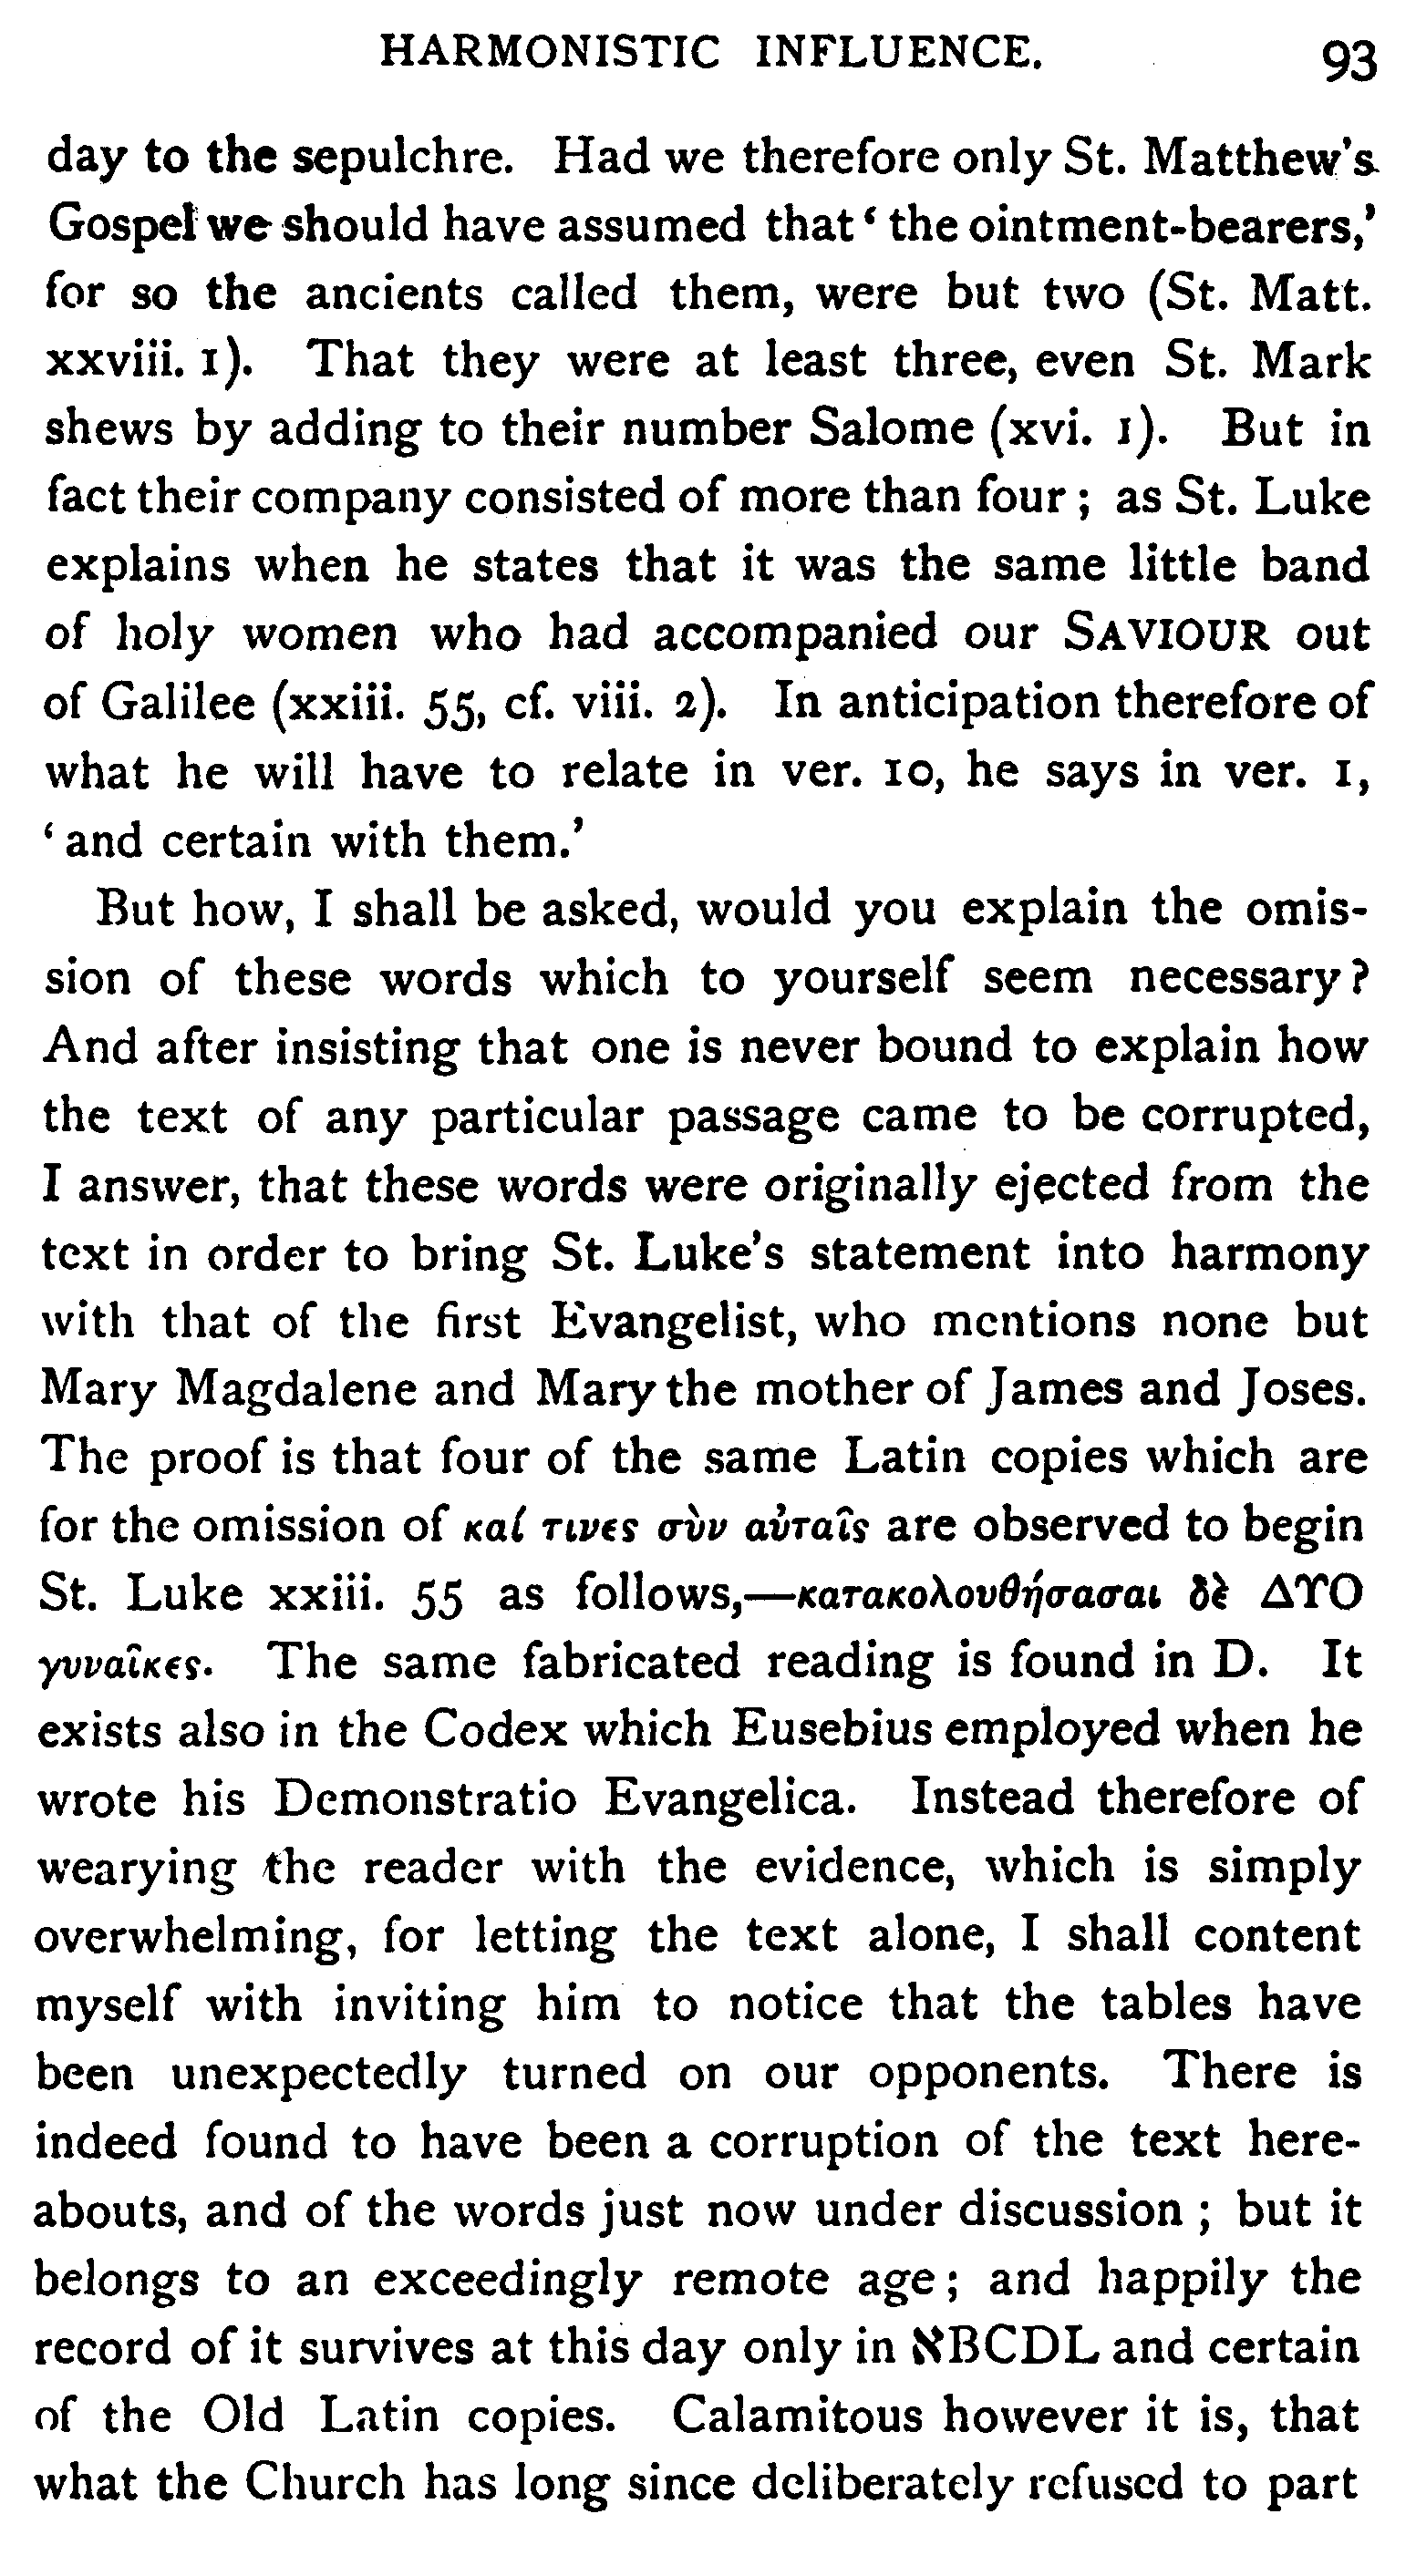 HARMONISTIC INFLUENCE. 93
day to the sepulchre. Had we therefore only St. Matthew's
Gospel we should have assumed that ‘ the ointment-bearers,’
for so the ancients called them, were but two (St. Matt.
xxviii. 1). That they were at least three, even St. Mark
shews by adding to their number Salome (xvi. 1). But in
fact their company consisted of more than four ; as St. Luke
explains when he states that it was the same little band
of holy women who had accompanied our SAVIOUR out
of Galilee (xxiii. 55, cf. viii. 2). In anticipation therefore of
what he will have to relate in ver. 10, he says in ver. 1,
‘ and certain with them.’
But how, I shall be asked, would you explain the omis-
sion of these words which to yourself seem necessary ?
And after insisting that one is never bound to explain how
the text of any particular passage came to be corrupted,
I answer, that these words were originally ejected from the
text in order to bring St. Luke's statement into harmony
with that of the first Evangelist, who mentions none but
Mary Magdalene and Mary the mother of James and Joses.
The proof is that four of the same Latin copies which are
for the omission of καί τινες σὺν αὐταῖς are observed to begin
St. Luke xxiii. 55 as follows,—κατακολουθήσασαι δὲ ΔΥΟ
γυναῖκες. The same fabricated reading is found in D. It
exists also in the Codex which Eusebius employed when he
wrote his Demonstratio Evangelica. Instead therefore of
wearying the reader with the evidence, which is simply
overwhelming, for letting the text alone, I shall content
myself with inviting him to notice that the tables have
been unexpectedly turned on our opponents. There is
indeed found to have been a corruption of the text here-
abouts, and of the words just now under discussion ; but it
belongs to an exceedingly remote age ; and happily the
record of it survives at this day only in אBCDL and certain
of the Old Latin copies. Calamitous however it is, that
what the Church has long since deliberately refused to part